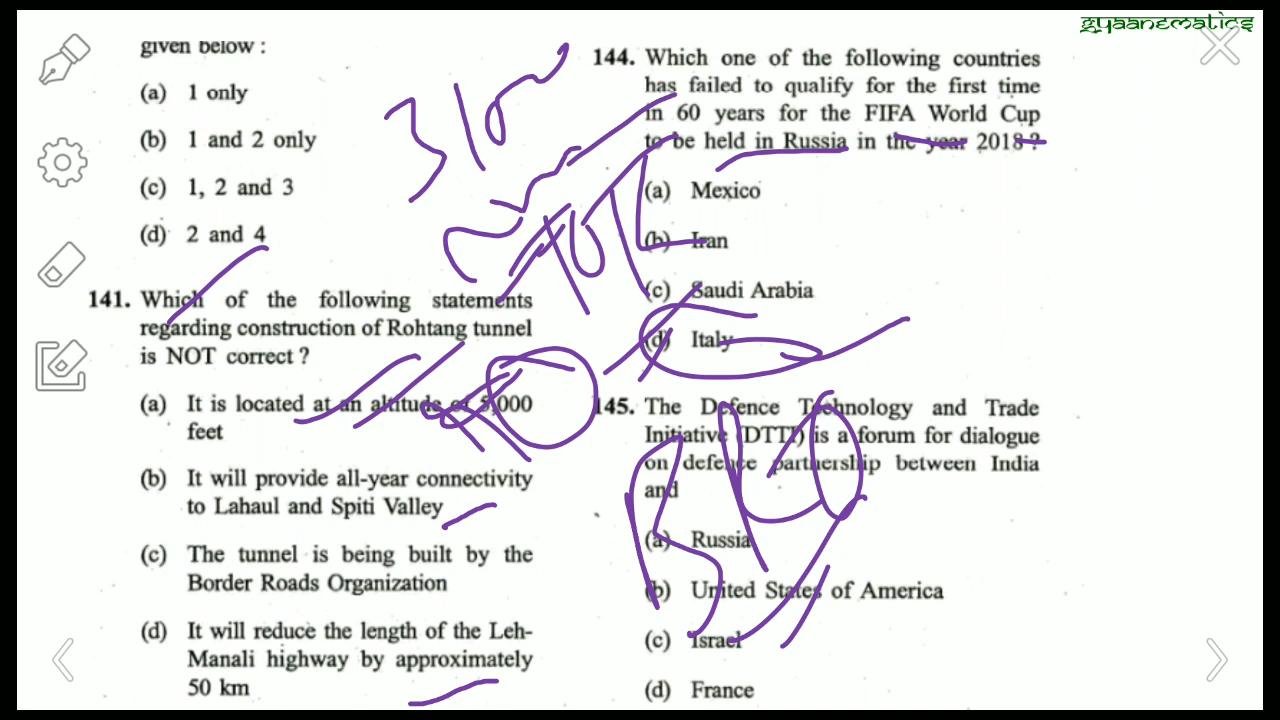 gyaanematics
given below :
(a) 1 only
(b) 1 and 2 only
(c) 1, 2 and 3
(d) 2 and 4
141. Which of the following statements
regarding construction of Rohtang tunnel
is NOT correct ?
(a) It is located at an altitude of 5,000
feet
(b) It will provide all-year connectivity
to Lahaul and Spiti Valley
(c) The tunnel is being built by the
Border Roads Organization
(d) It will reduce the length of the Leh-
Manali highway by approximately
50 km
144. Which one of the following countries
has failed to qualify for the first time
in 60 years for the FIFA World Cup
to be held in Russia in the year 2018 ?
(a) Mexico
(b) Iran
(c) Saudi Arabia
(d) Italy
145. The Defence Technology and Trade
Initiative (DTTI) is a forum for dialogue
on defence partnership between India
and
(a) Russia
(b) United States of America
(c) Israel
(d) France